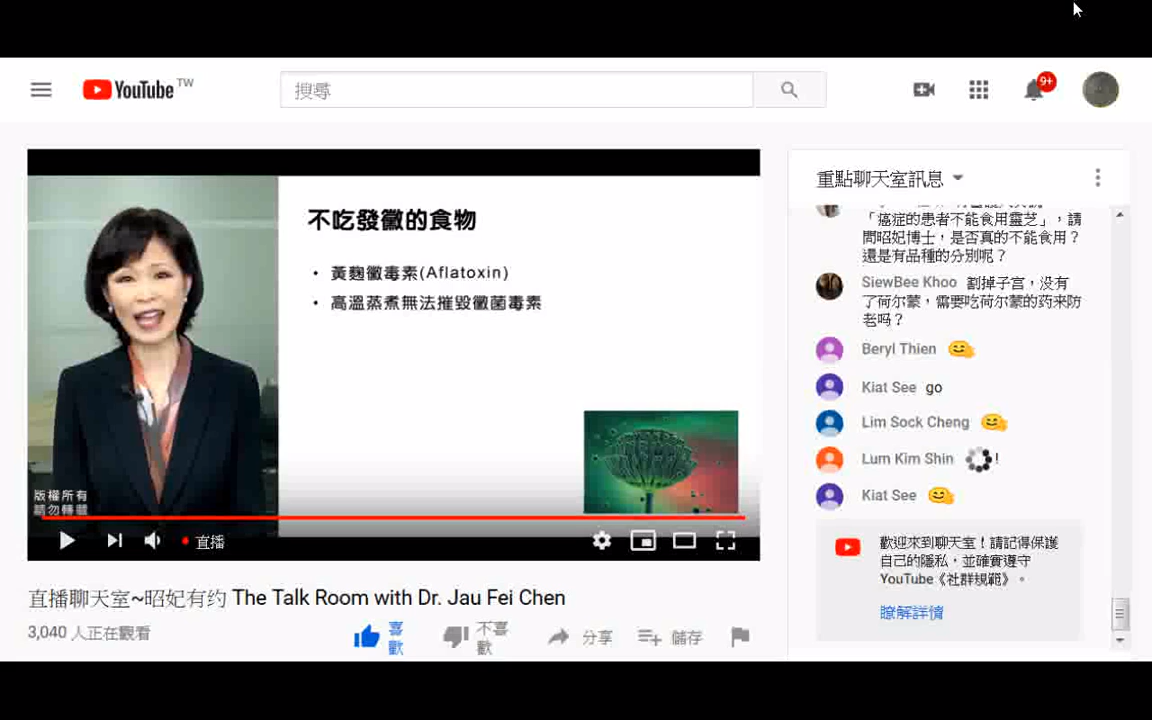 YouTube TW
搜尋
9+
不吃發黴的食物
• 黃麴黴毒素(Aflatoxin)
• 高溫蒸煮無法摧毀黴菌毒素
版權所有
請勿轉載
直播
直播聊天室~昭妃有约 The Talk Room with Dr. Jau Fei Chen
3,040 人正在觀看
喜歡
不喜歡
分享
儲存
重點聊天室訊息
「癌症的患者不能食用靈芝」，請
問昭妃博士，是否真的不能食用？
還是有品種的分別呢？
SiewBee Khoo 割掉子宫，没有
了荷尔蒙，需要吃荷尔蒙的药来防
老吗？
Beryl Thien
Kiat See go
Lim Sock Cheng
Lum Kim Shin !
Kiat See
歡迎來到聊天室！請記得保護
自己的隱私，並確實遵守
YouTube《社群規範》。
瞭解詳情